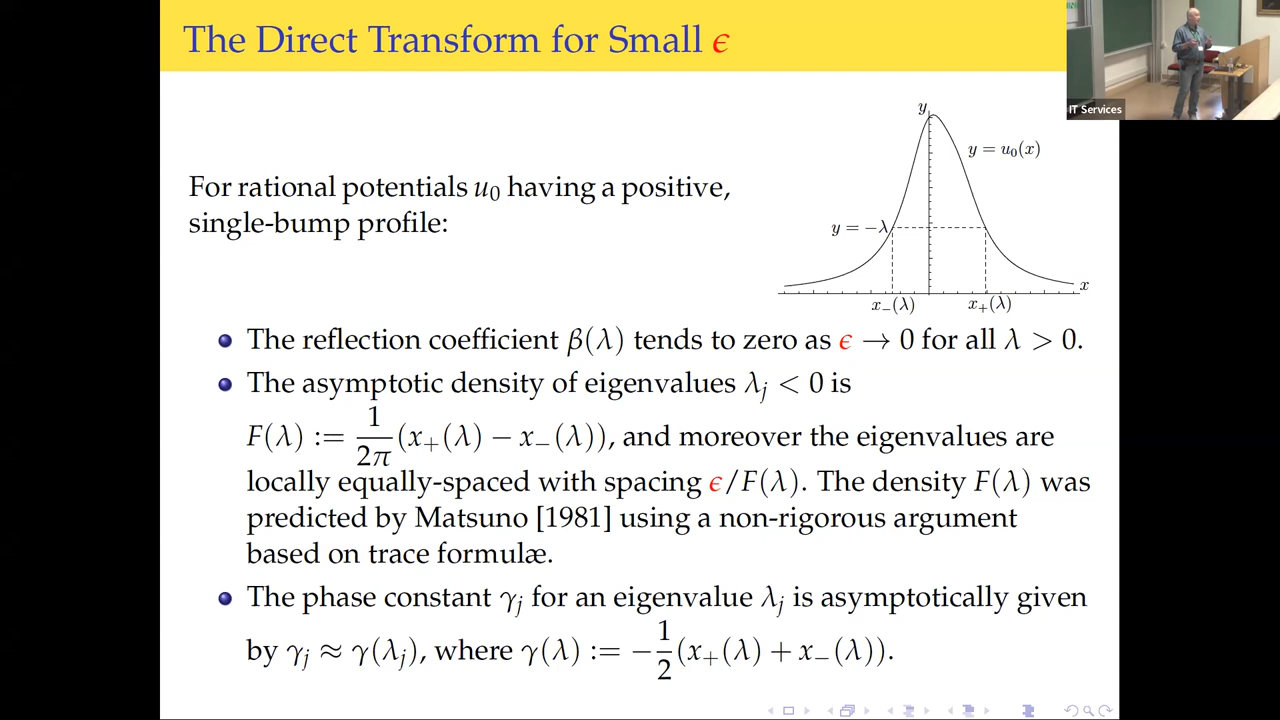 The Direct Transform for Small ϵ
IT Services
For rational potentials u₀ having a positive,
single-bump profile:
y
y = u₀(x)
y = −λ
x
x₋(λ)
x₊(λ)
The reflection coefficient β(λ) tends to zero as ϵ → 0 for all λ > 0.
The asymptotic density of eigenvalues λⱼ < 0 is
F(λ) := 1/2π (x₊(λ) − x₋(λ)), and moreover the eigenvalues are
locally equally-spaced with spacing ϵ/F(λ). The density F(λ) was
predicted by Matsuno [1981] using a non-rigorous argument
based on trace formulæ.
The phase constant γⱼ for an eigenvalue λⱼ is asymptotically given
by γⱼ ≈ γ(λⱼ), where γ(λ) := −1/2 (x₊(λ) + x₋(λ)).